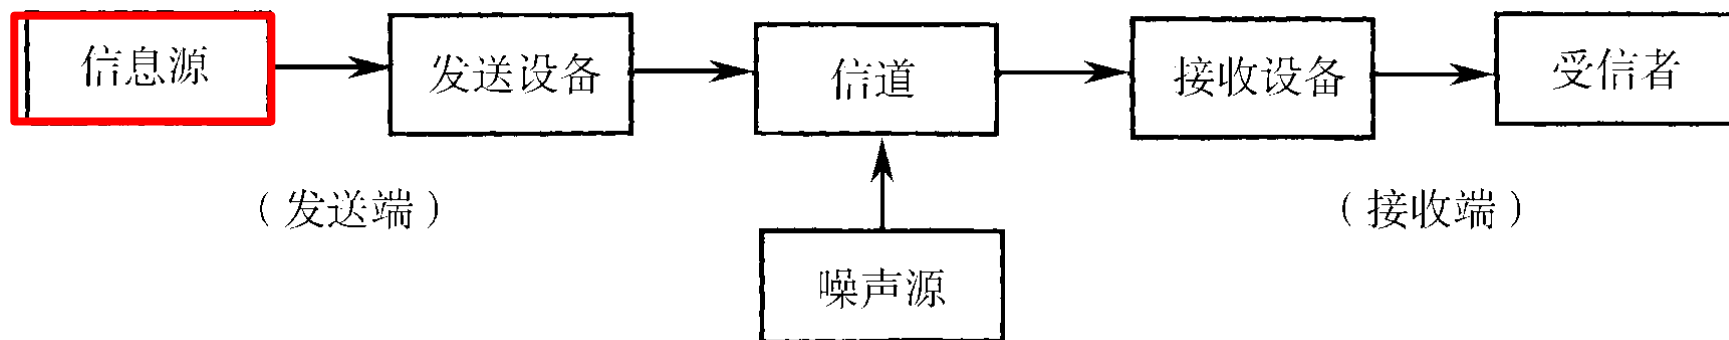 信息源 发送设备 信道 接收设备 受信者
（发送端） （接收端）
噪声源